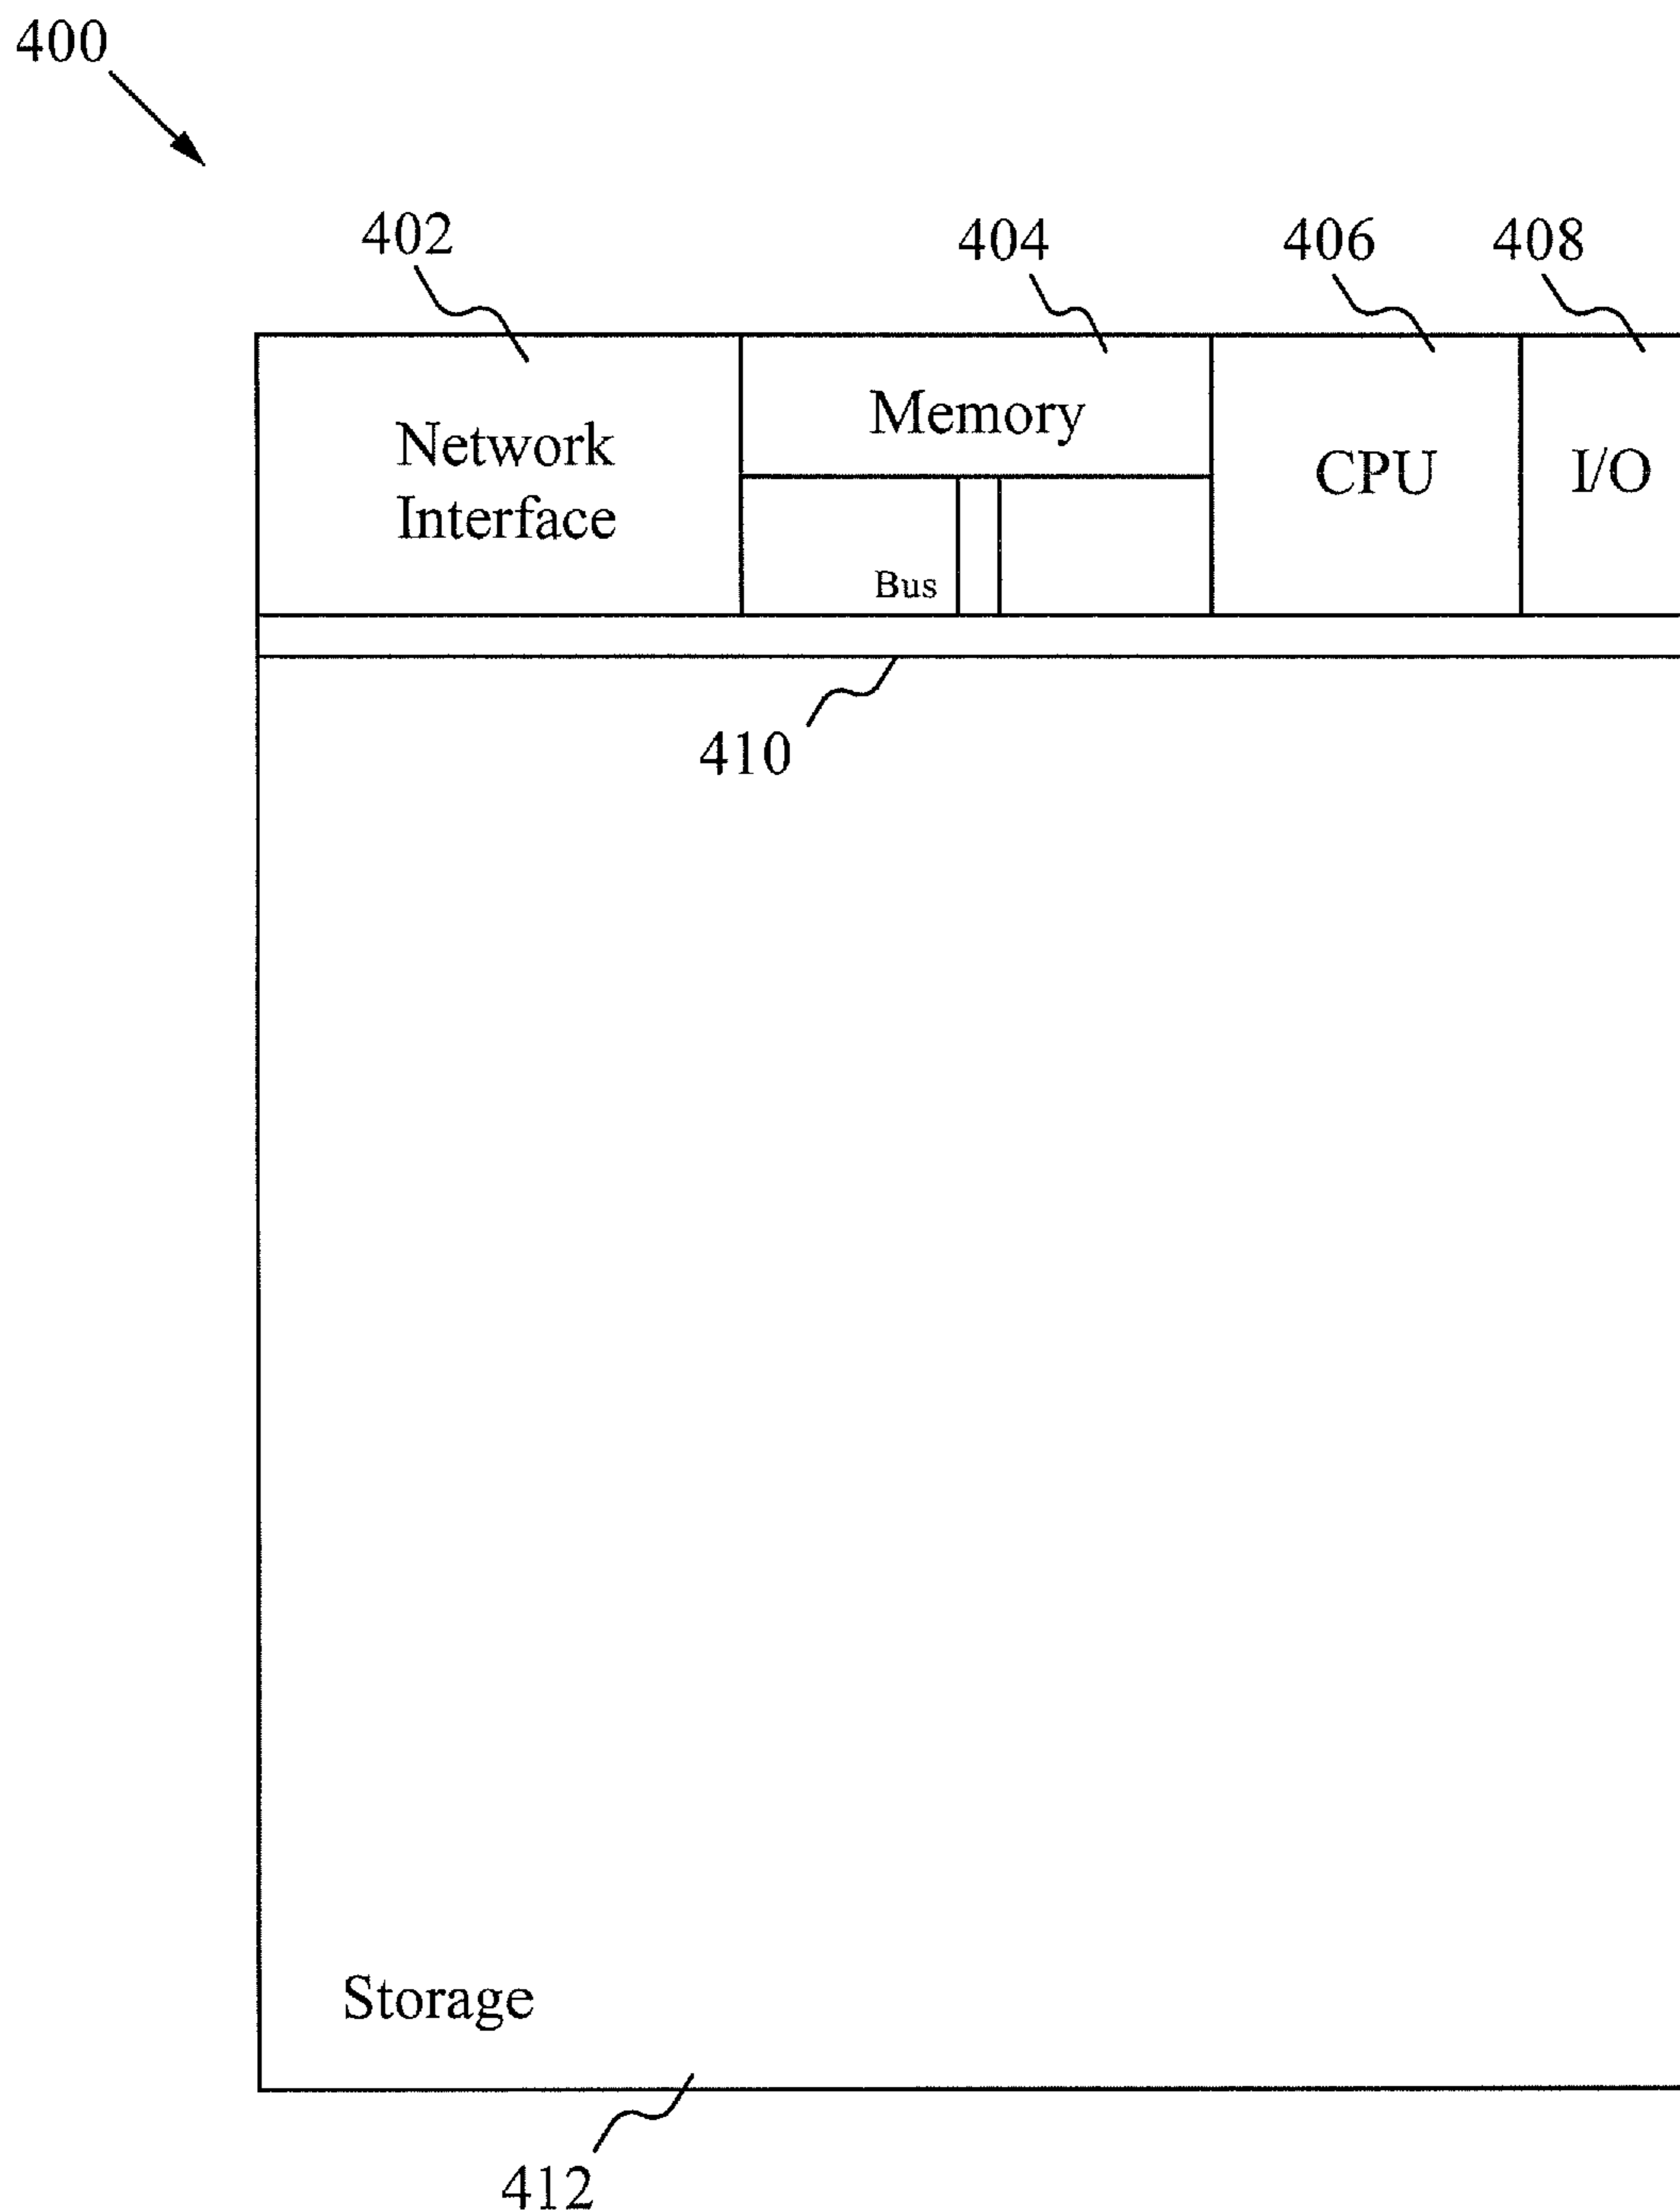 400
402
404
406
408
Network
Interface
Memory
CPU
I/O
Bus
410
Storage
412